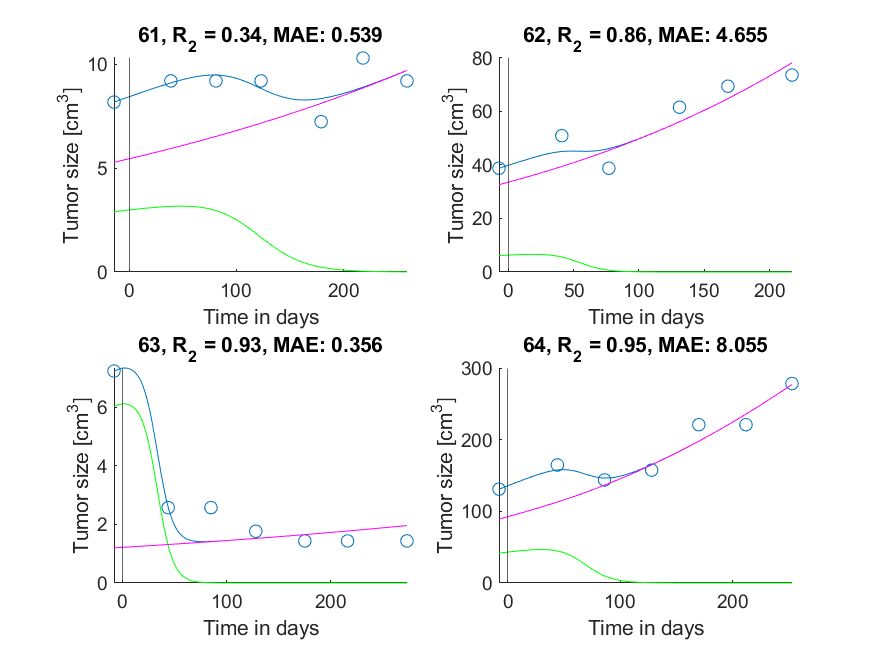 61, R2 = 0.34, MAE: 0.539
10
5
0
Tumor size [cm3]
0 100 200
Time in days
62, R2 = 0.86, MAE: 4.655
80
60
40
20
0
Tumor size [cm3]
0 50 100 150 200
Time in days
63, R2 = 0.93, MAE: 0.356
6
4
2
0
Tumor size [cm3]
0 100 200
Time in days
64, R2 = 0.95, MAE: 8.055
300
200
100
0
Tumor size [cm3]
0 100 200
Time in days